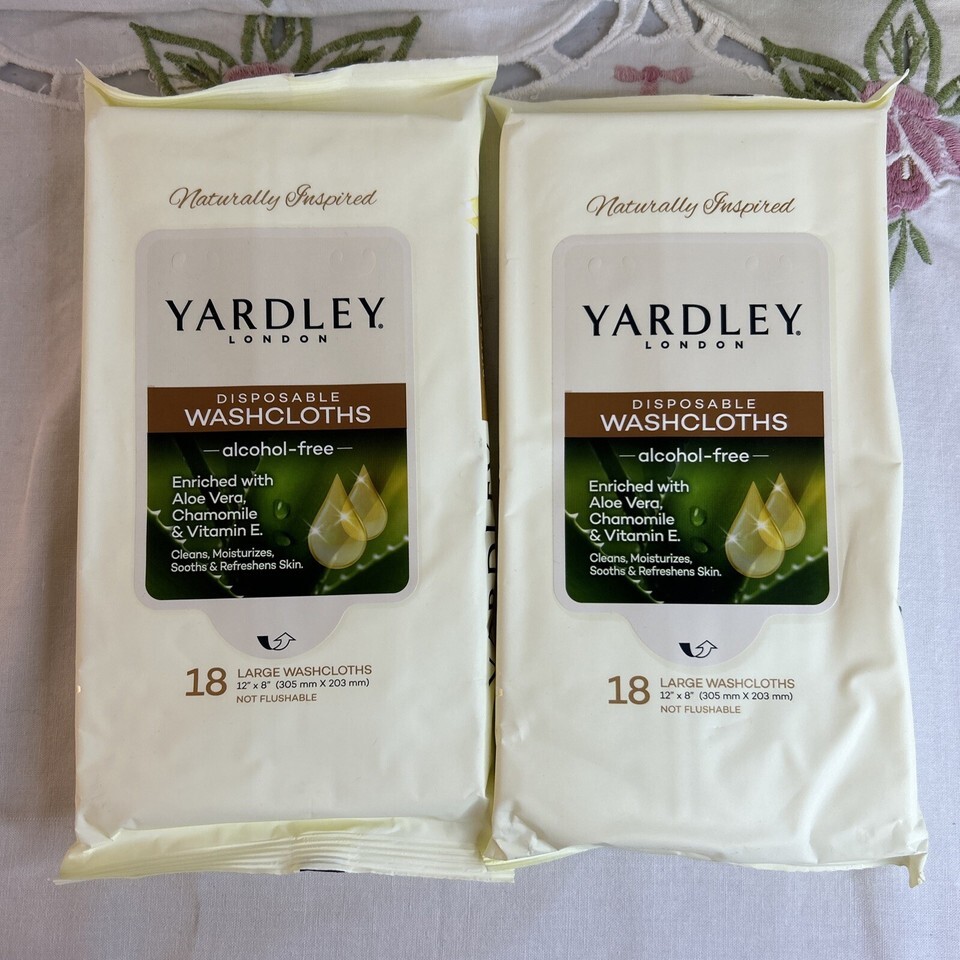 Naturally Inspired
YARDLEY®
LONDON
DISPOSABLE
WASHCLOTHS
alcohol-free
Enriched with
Aloe Vera,
Chamomile
& Vitamin E.
Cleans, Moisturizes,
Sooths & Refreshens Skin.
18 LARGE WASHCLOTHS
12" x 8" (305 mm X 203 mm)
NOT FLUSHABLE
Naturally Inspired
YARDLEY®
LONDON
DISPOSABLE
WASHCLOTHS
alcohol-free
Enriched with
Aloe Vera,
Chamomile
& Vitamin E.
Cleans, Moisturizes,
Sooths & Refreshens Skin.
18 LARGE WASHCLOTHS
12" x 8" (305 mm X 203 mm)
NOT FLUSHABLE